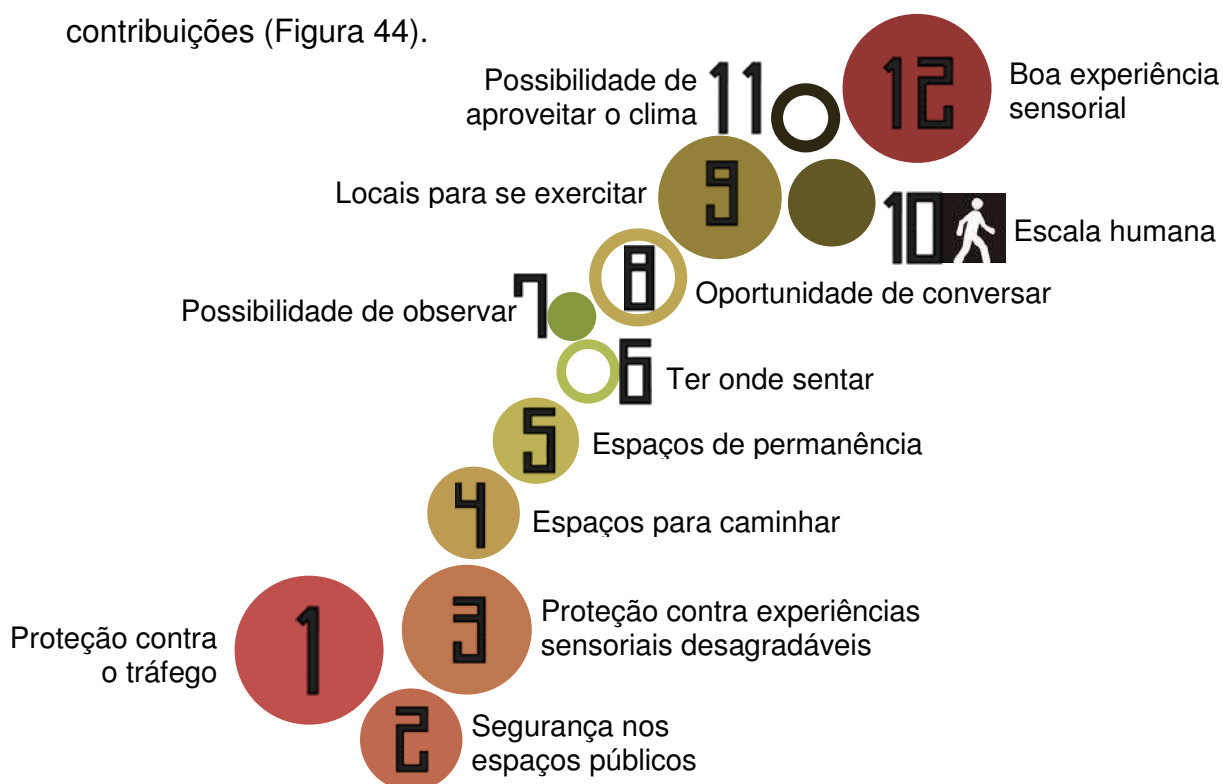 contribuições (Figura 44).
Possibilidade de
aproveitar o clima
11
12
Boa experiência
sensorial
Locais para se exercitar
9
10
Escala humana
7
8
Possibilidade de observar
Oportunidade de conversar
6
Ter onde sentar
5
Espaços de permanência
4
Espaços para caminhar
1
Proteção contra
o tráfego
3
Proteção contra experiências
sensoriais desagradáveis
2
Segurança nos
espaços públicos